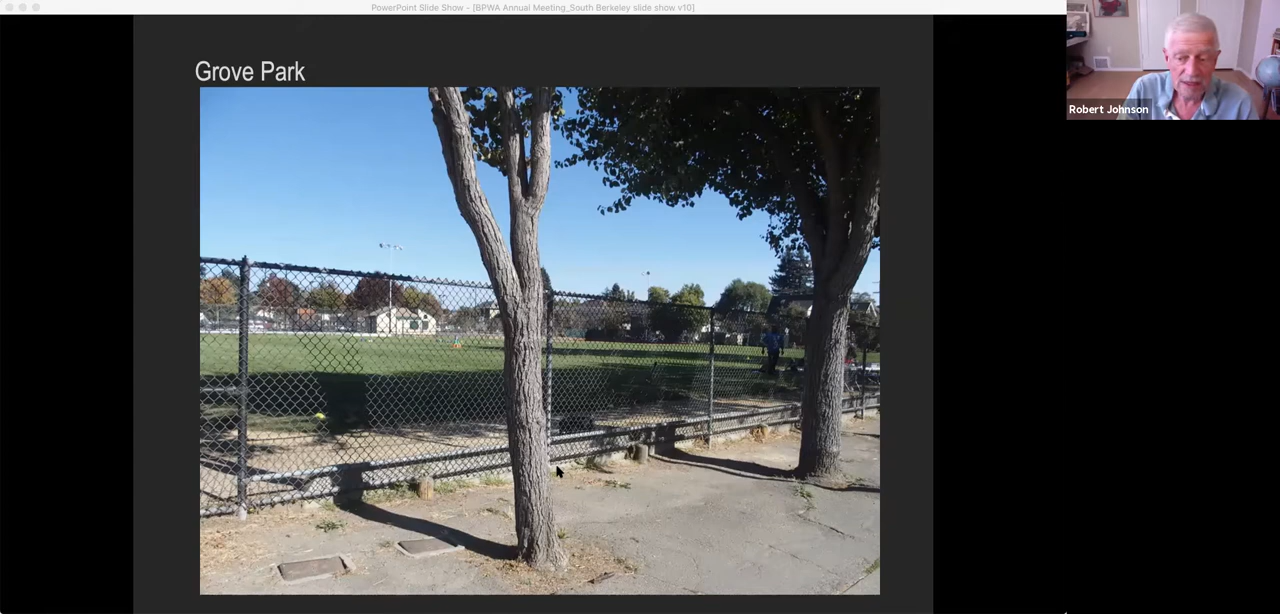 PowerPoint Slide Show - [BPWA Annual Meeting_South Berkeley slide show v10]
Grove Park
Robert Johnson